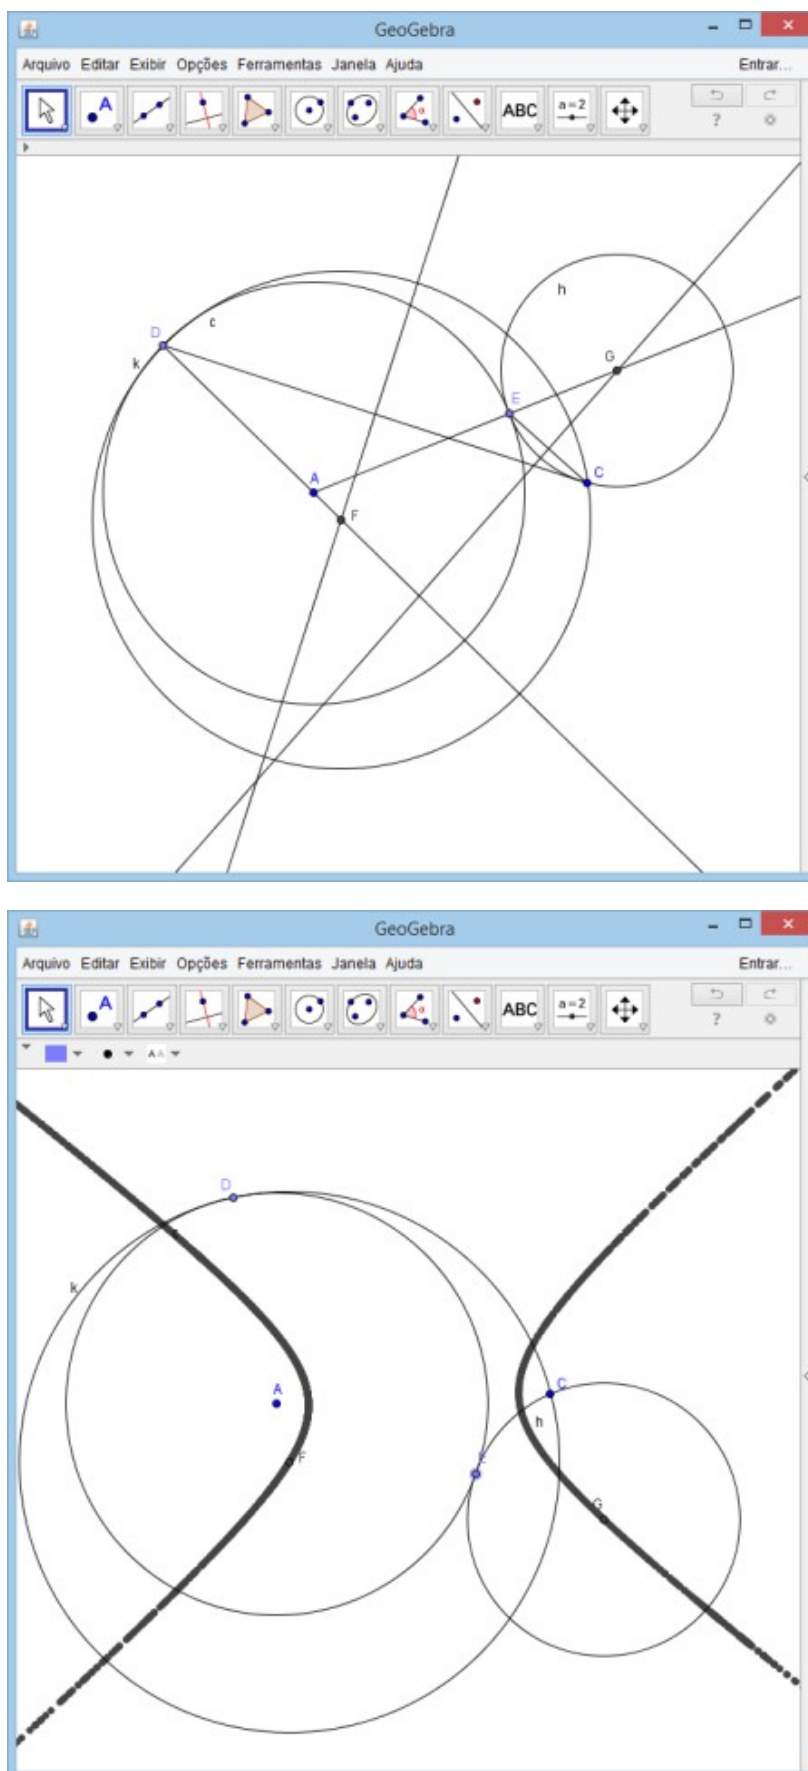 GeoGebra
Arquivo Editar Exibir Opções Ferramentas Janela Ajuda Entrar...
A α ABC a=2 ?
h
c
D
k
G
E
A
C
F
GeoGebra
Arquivo Editar Exibir Opções Ferramentas Janela Ajuda Entrar...
A α ABC a=2 ?
AA
D
k
A
C
h
F
E
G